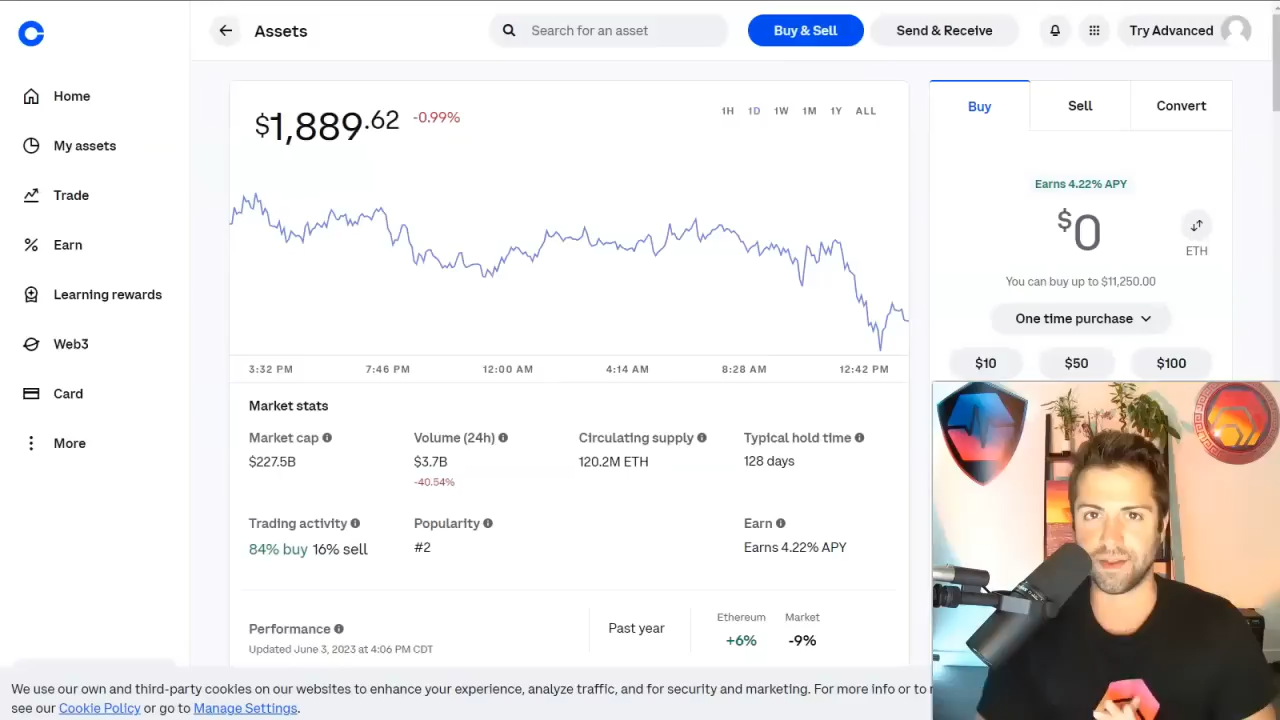 Assets
Search for an asset
Buy & Sell
Send & Receive
Try Advanced
Home
My assets
Trade
Earn
Learning rewards
Web3
Card
More
$1,889.62 -0.99%
1H 1D 1W 1M 1Y ALL
3:32 PM 7:46 PM 12:00 AM 4:14 AM 8:28 AM 12:42 PM
Market stats
Market cap Volume (24h) Circulating supply Typical hold time
$227.5B $3.7B 120.2M ETH 128 days
-40.54%
Trading activity Popularity Earn
84% buy 16% sell #2 Earns 4.22% APY
Performance Past year Ethereum Market
Updated June 3, 2023 at 4:06 PM CDT +6% -9%
Buy Sell Convert
Earns 4.22% APY
$0
ETH
You can buy up to $11,250.00
One time purchase
$10 $50 $100
We use our own and third-party cookies on our websites to enhance your experience, analyze traffic, and for security and marketing. For more info or to
see our Cookie Policy or go to Manage Settings.